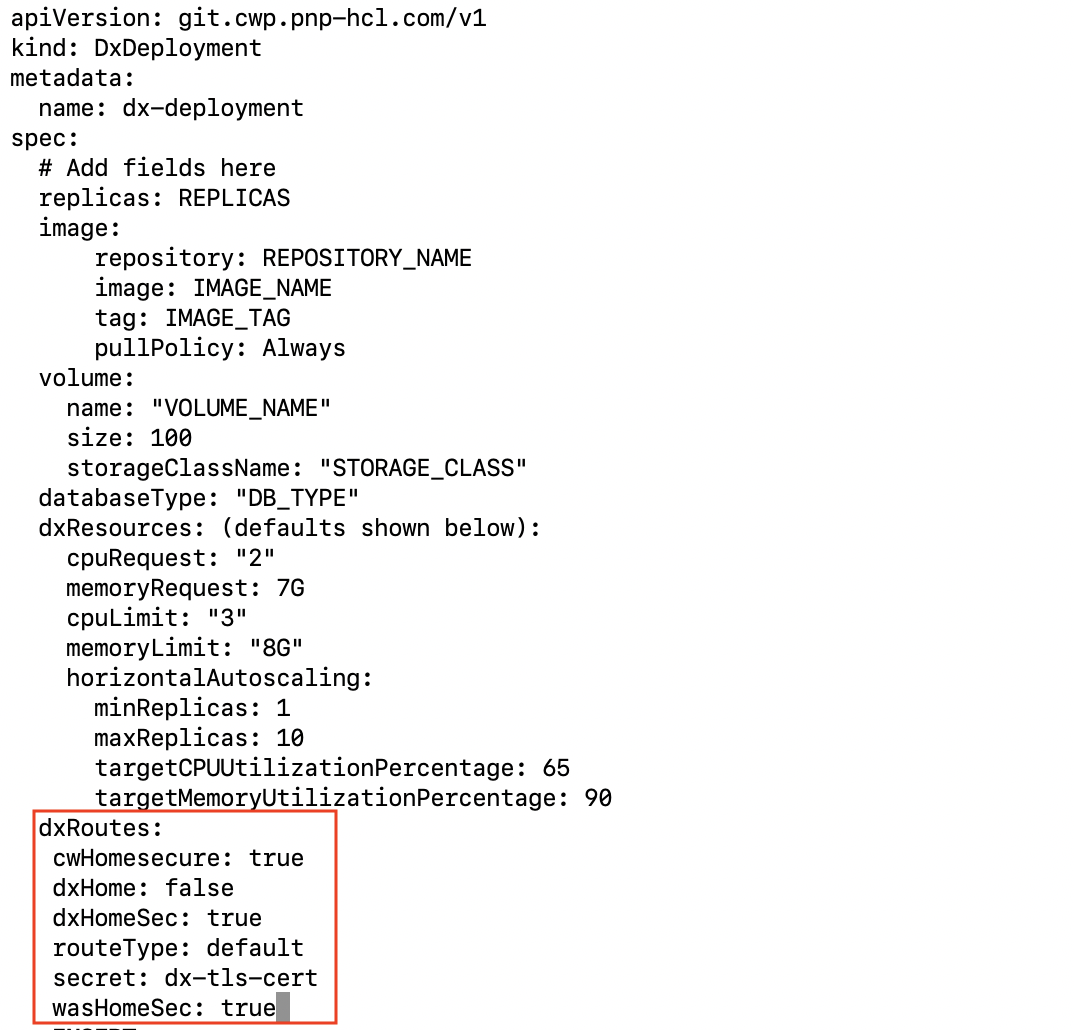 apiVersion: git.cwp.pnp-hcl.com/v1
kind: DxDeployment
metadata:
  name: dx-deployment
spec:
  # Add fields here
  replicas: REPLICAS
  image:
      repository: REPOSITORY_NAME
      image: IMAGE_NAME
      tag: IMAGE_TAG
      pullPolicy: Always
  volume:
    name: "VOLUME_NAME"
    size: 100
    storageClassName: "STORAGE_CLASS"
  databaseType: "DB_TYPE"
  dxResources: (defaults shown below):
    cpuRequest: "2"
    memoryRequest: 7G
    cpuLimit: "3"
    memoryLimit: "8G"
    horizontalAutoscaling:
      minReplicas: 1
      maxReplicas: 10
      targetCPUUtilizationPercentage: 65
      targetMemoryUtilizationPercentage: 90
  dxRoutes:
   cwHomesecure: true
   dxHome: false
   dxHomeSec: true
   routeType: default
   secret: dx-tls-cert
   wasHomeSec: true